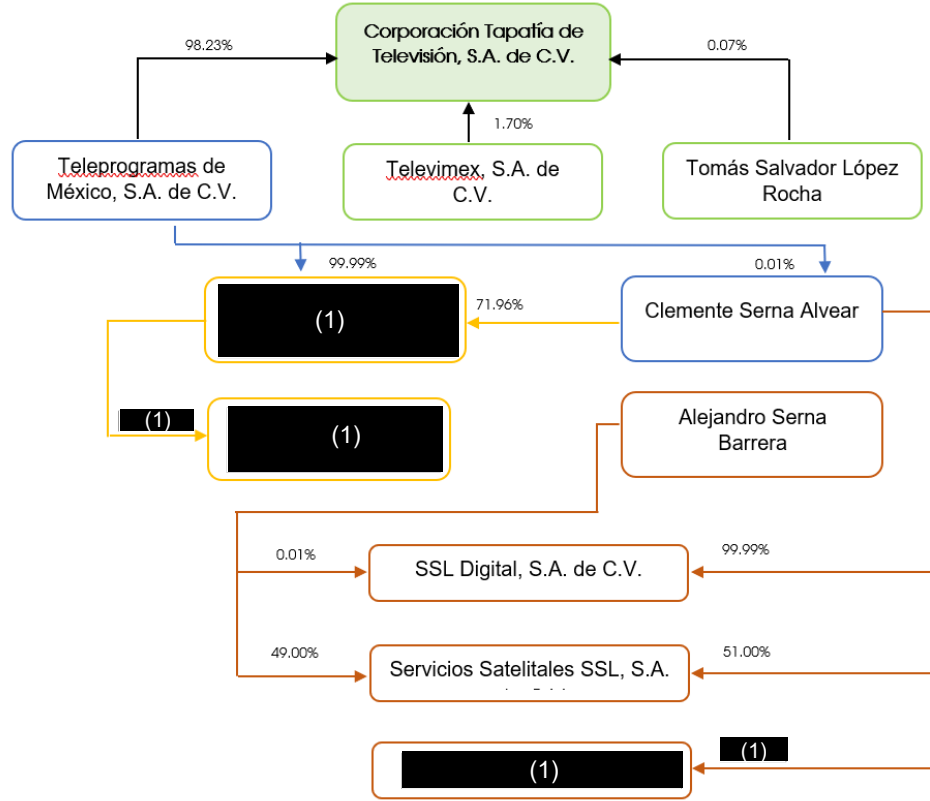 Corporación Tapatía de
Televisión, S.A. de C.V.
98.23%
0.07%
1.70%
Teleprogramas de
México, S.A. de C.V.
Televimex, S.A. de
C.V.
Tomás Salvador López
Rocha
99.99%
0.01%
(1)
71.96%
Clemente Serna Alvear
(1)
(1)
Alejandro Serna
Barrera
0.01%
SSL Digital, S.A. de C.V.
99.99%
49.00%
Servicios Satelitales SSL, S.A.
51.00%
(1)
(1)